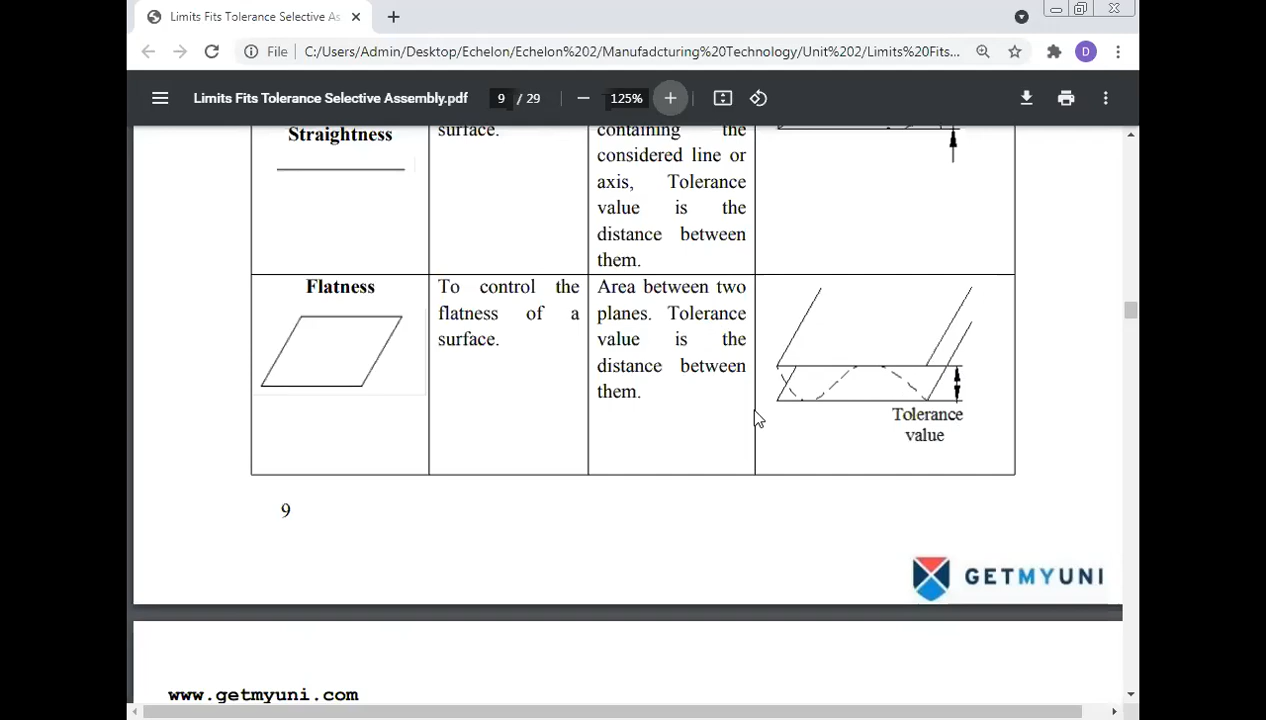 Limits Fits Tolerance Selective As
File
C:/Users/Admin/Desktop/Echelon/Echelon%202/Manufadcturing%20Technology/Unit%202/Limits%20Fits...
D
Limits Fits Tolerance Selective Assembly.pdf
9 / 29
125%
Straightness
surface.
containing the
considered line or
axis, Tolerance
value is the
distance between
them.
Flatness
To control the
flatness of a
surface.
Area between two
planes. Tolerance
value is the
distance between
them.
Tolerance
value
9
GETMYUNI
www.getmyuni.com